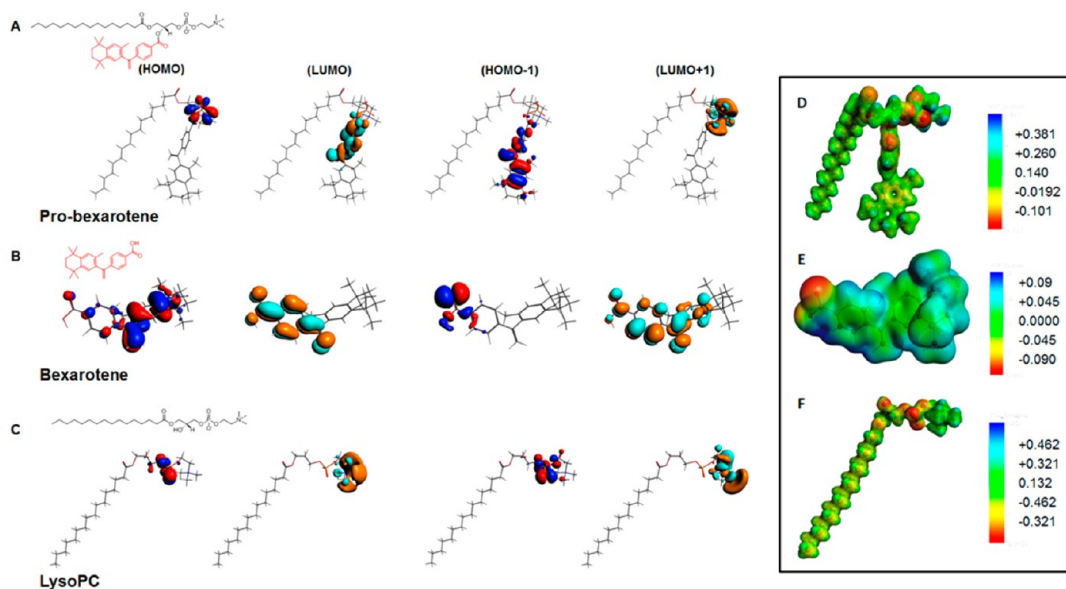 A
(HOMO) (LUMO) (HOMO-1) (LUMO+1)
Pro-bexarotene
B
OH
O
Bexarotene
C
HO H
LysoPC
D
+0.381
+0.260
0.140
-0.0192
-0.101
E
+0.09
+0.045
0.0000
-0.045
-0.090
F
+0.462
+0.321
0.132
-0.462
-0.321